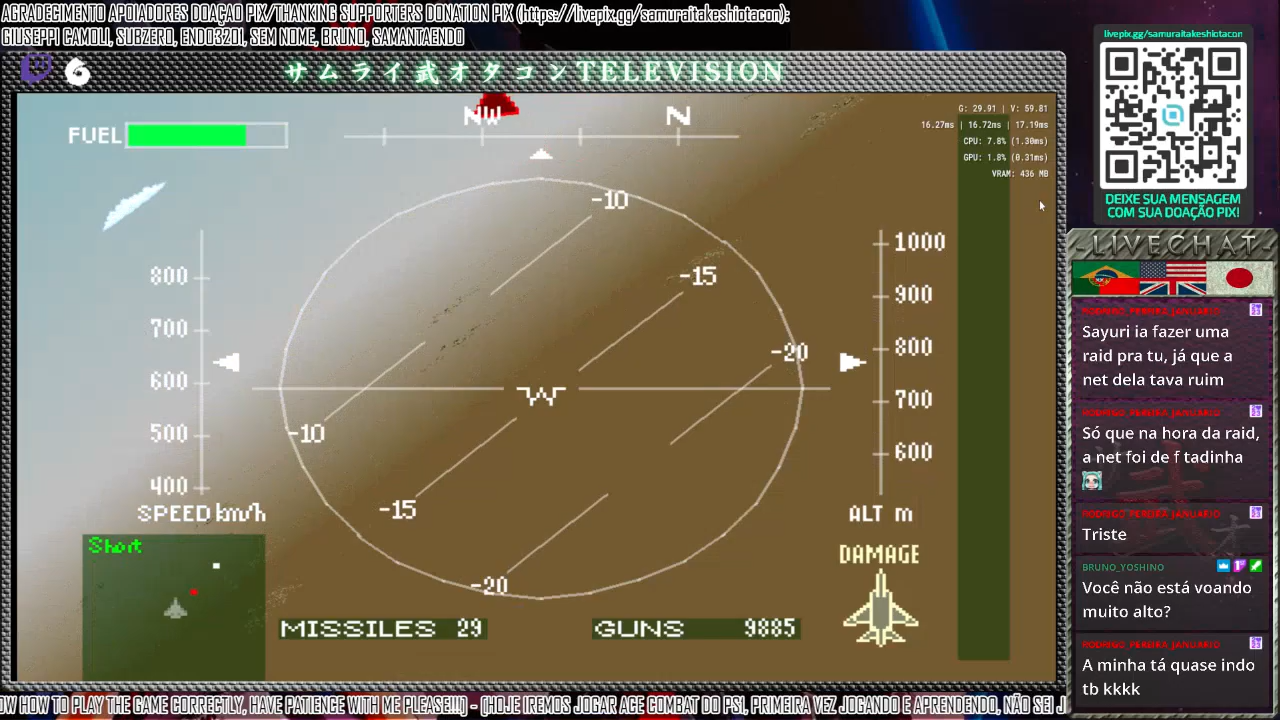 AGRADECIMENTO APOIADORES DOAÇAO PIX/THANKING SUPPORTERS DONATION PIX (https://livepix.gg/samuraitakeshiotacon):
GIUSEPPI CAMOLI, SUBZERO, ENDO3201, SEM NOME, BRUNO, SAMANTAENDO
サムライ武オタコンTELEVISION
livepix.gg/samuraitakeshiotacon
DEIXE SUA MENSAGEM
COM SUA DOAÇÃO PIX!
FUEL
NW
N
G: 29.91 | V: 59.81
16.27ms | 16.72ms | 17.19ms
CPU: 7.8% (1.30ms)
GPU: 1.8% (0.31ms)
VRAM: 436 MB
-10
-15
-20
-10
-15
-20
800
700
600
500
400
SPEED km/h
1000
900
800
700
600
ALT m
DAMAGE
Short
MISSILES 29
GUNS 9885
LIVECHAT
RODRIGO_PEREIRA_JANUARIO
Sayuri ia fazer uma
raid pra tu, já que a
net dela tava ruim
RODRIGO_PEREIRA_JANUARIO
Só que na hora da raid,
a net foi de f tadinha
RODRIGO_PEREIRA_JANUARIO
Triste
BRUNO_YOSHINO
Você não está voando
muito alto?
RODRIGO_PEREIRA_JANUARIO
A minha tá quase indo
tb kkkk
OW HOW TO PLAY THE GAME CORRECTLY, HAVE PATIENCE WITH ME PLEASE!!!!) - (HOJE IREMOS JOGAR ACE COMBAT DO PS1, PRIMEIRA VEZ JOGANDO E APRENDENDO, NÃO SEI J